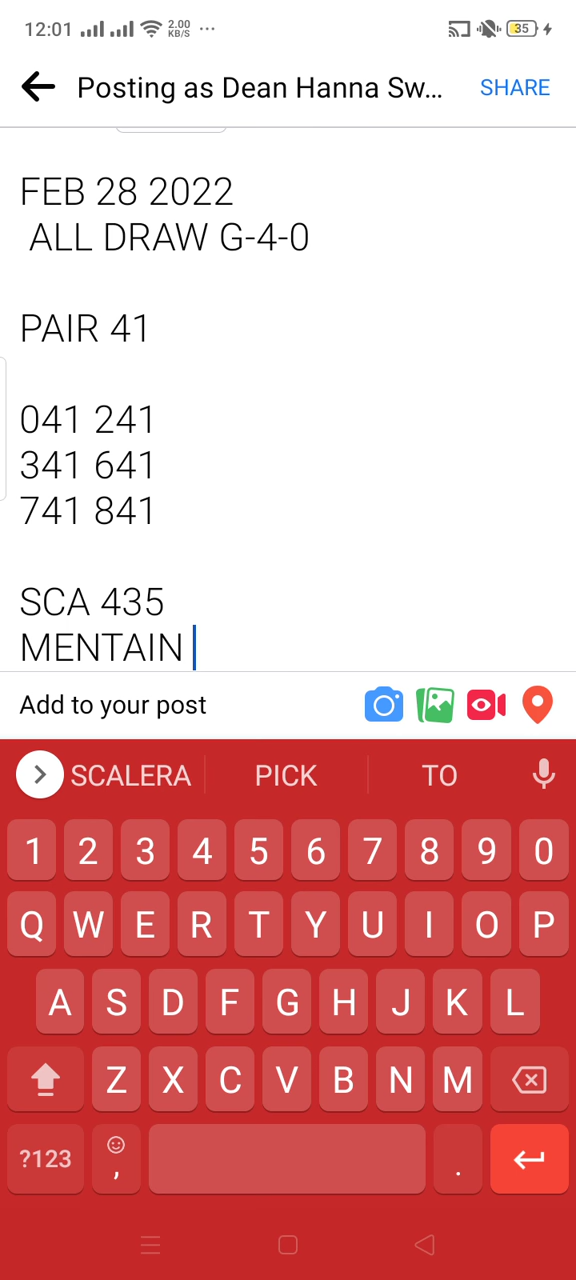 12:01 2.00 KB/S ... 35
Posting as Dean Hanna Sw... SHARE
FEB 28 2022
ALL DRAW G-4-0
PAIR 41
041 241
341 641
741 841
SCA 435
MENTAIN
Add to your post
SCALERA PICK TO
1 2 3 4 5 6 7 8 9 0
Q W E R T Y U I O P
A S D F G H J K L
Z X C V B N M
?123 , .